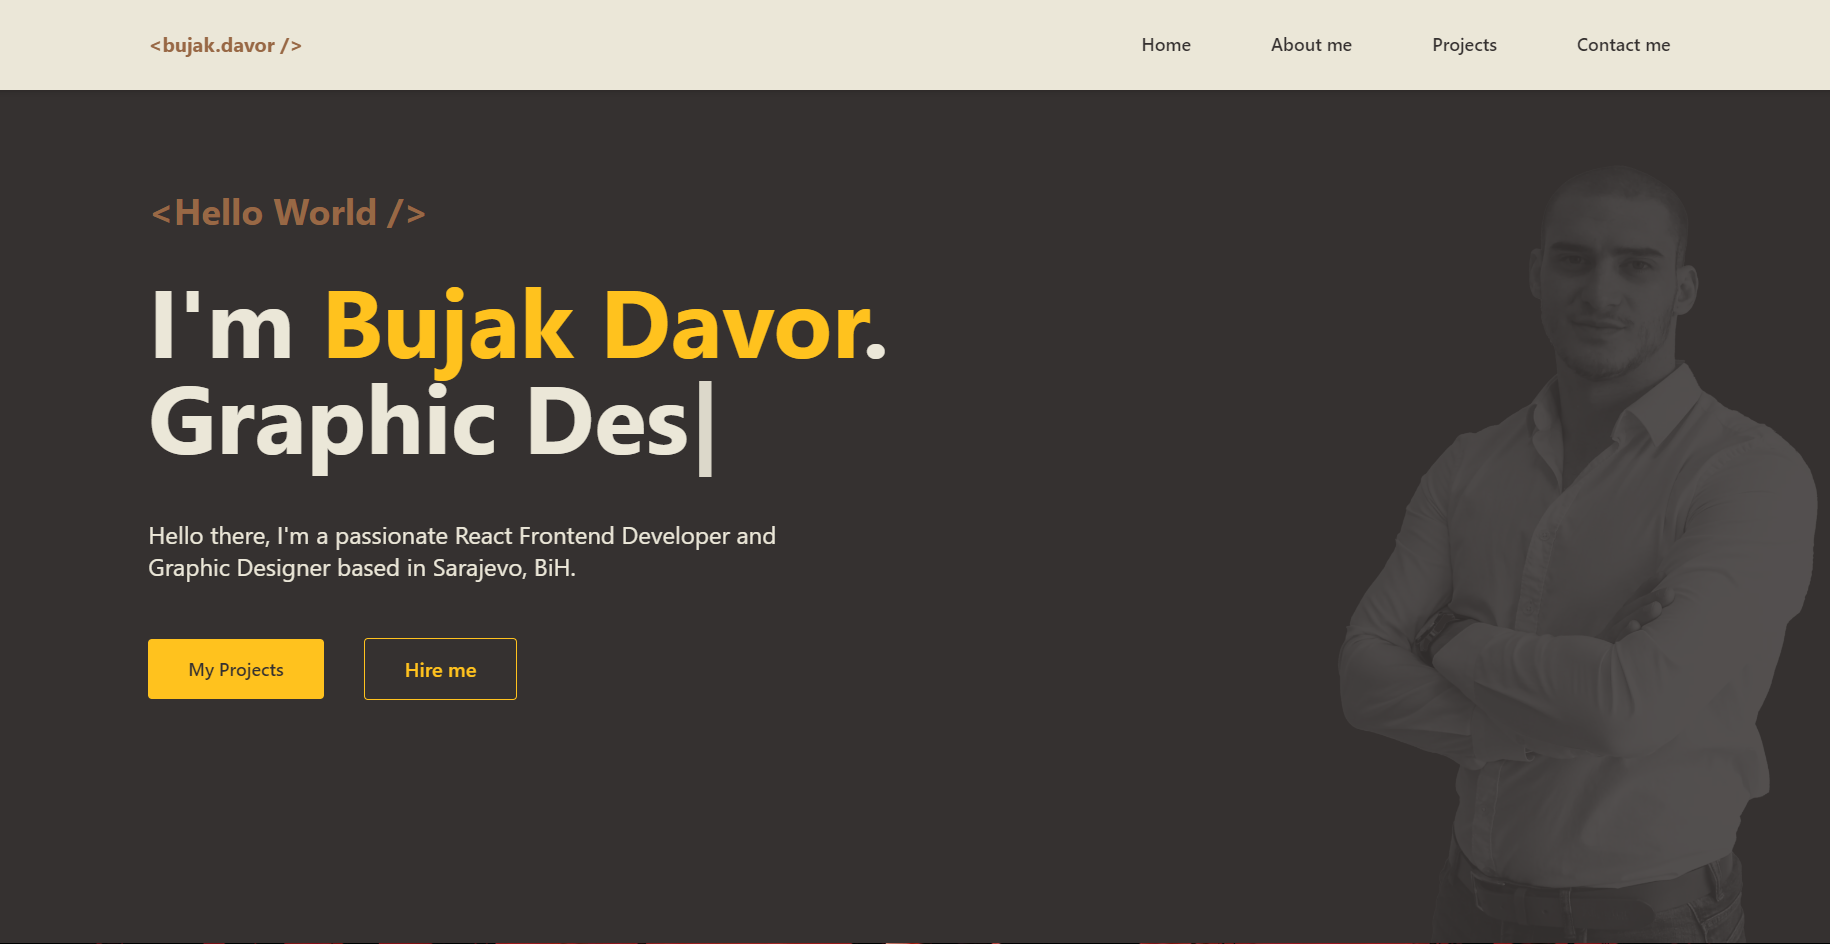 <bujak.davor />
Home
About me
Projects
Contact me
<Hello World />
I'm Bujak Davor.
Graphic Des|
Hello there, I'm a passionate React Frontend Developer and
Graphic Designer based in Sarajevo, BiH.
My Projects
Hire me